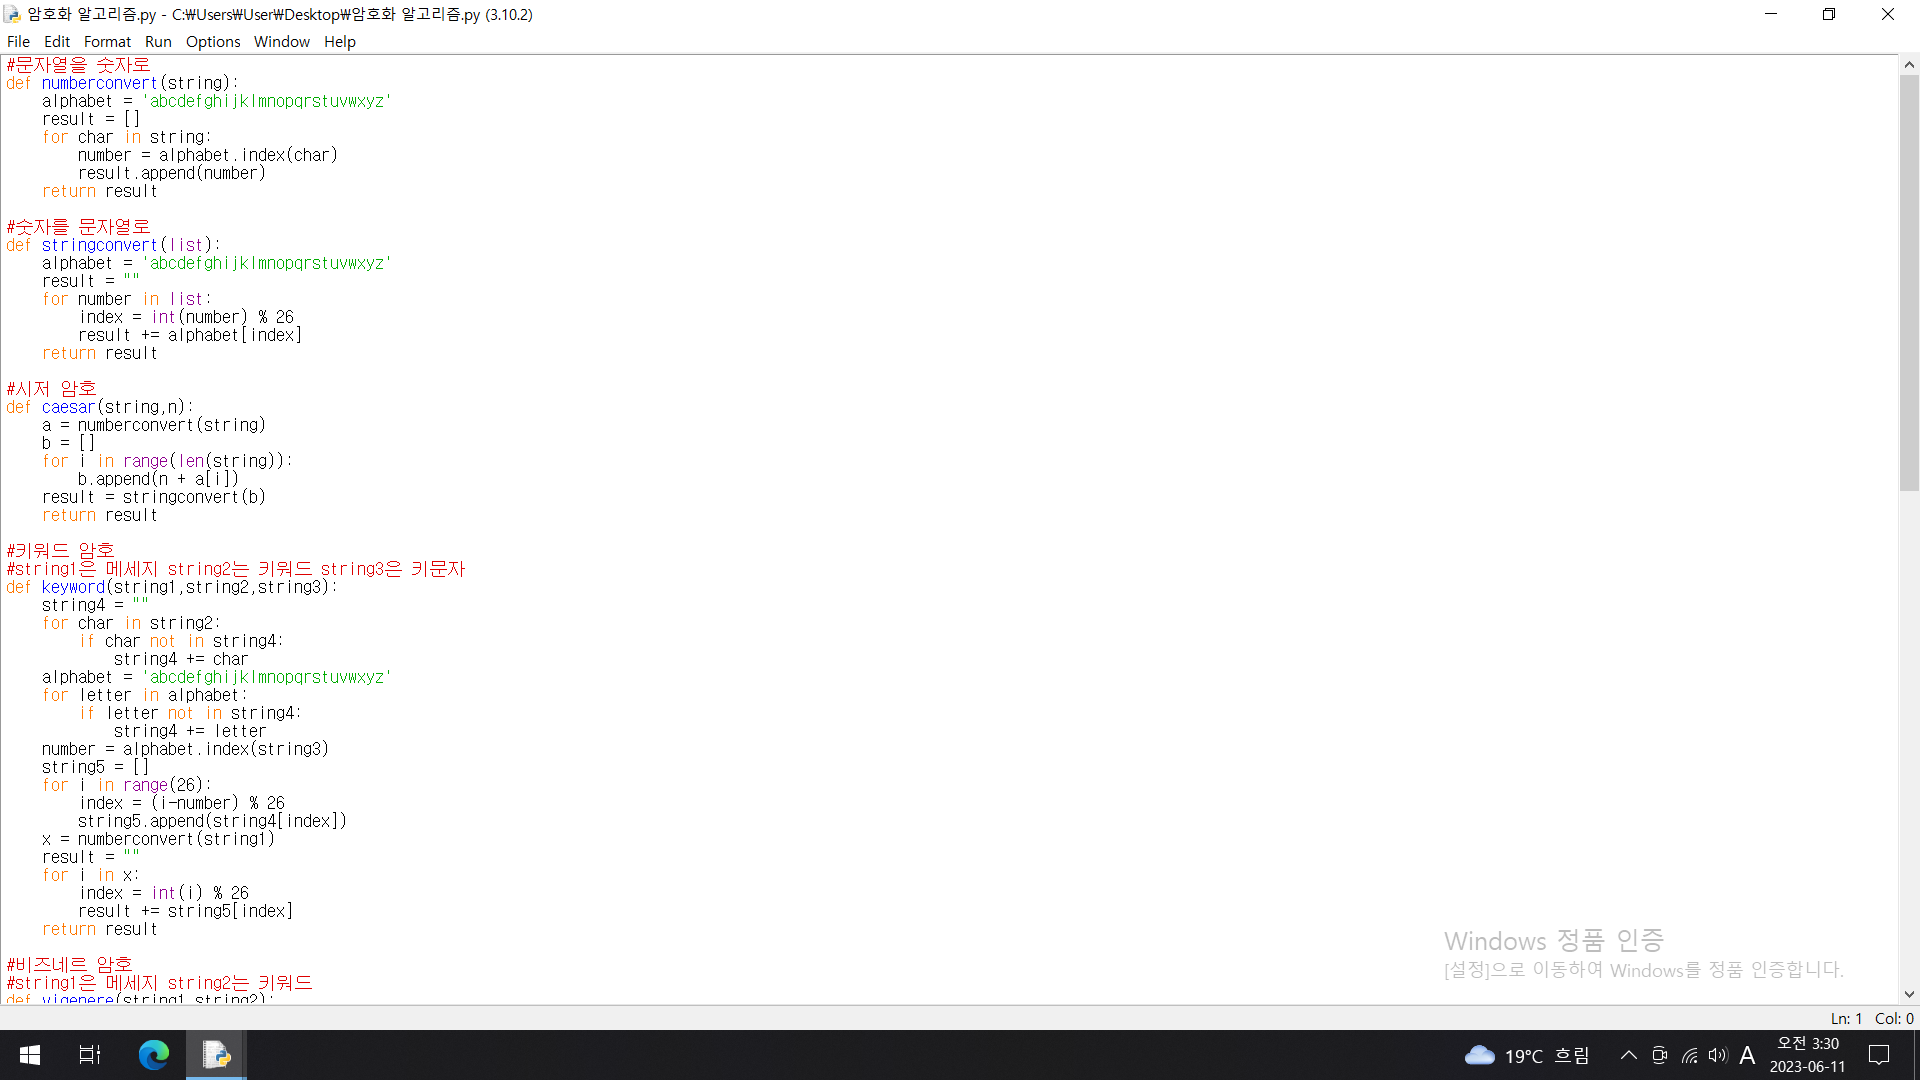 암호화 알고리즘.py - C:₩Users₩User₩Desktop₩암호화 알고리즘.py (3.10.2)
File Edit Format Run Options Window Help
#문자열을 숫자로
def numberconvert(string):
    alphabet = 'abcdefghijklmnopqrstuvwxyz'
    result = []
    for char in string:
        number = alphabet.index(char)
        result.append(number)
    return result

#숫자를 문자열로
def stringconvert(list):
    alphabet = 'abcdefghijklmnopqrstuvwxyz'
    result = ""
    for number in list:
        index = int(number) % 26
        result += alphabet[index]
    return result

#시저 암호
def caesar(string,n):
    a = numberconvert(string)
    b = []
    for i in range(len(string)):
        b.append(n + a[i])
    result = stringconvert(b)
    return result

#키워드 암호
#string1은 메세지 string2는 키워드 string3은 키문자
def keyword(string1,string2,string3):
    string4 = ""
    for char in string2:
        if char not in string4:
            string4 += char
    alphabet = 'abcdefghijklmnopqrstuvwxyz'
    for letter in alphabet:
        if letter not in string4:
            string4 += letter
    number = alphabet.index(string3)
    string5 = []
    for i in range(26):
        index = (i-number) % 26
        string5.append(string4[index])
    x = numberconvert(string1)
    result = ""
    for i in x:
        index = int(i) % 26
        result += string5[index]
    return result

#비즈네르 암호
#string1은 메세지 string2는 키워드
def vigenere(string1,string2):
Windows 정품 인증
[설정]으로 이동하여 Windows를 정품 인증합니다.
Ln: 1 Col: 0
19°C 흐림
A
오전 3:30
2023-06-11